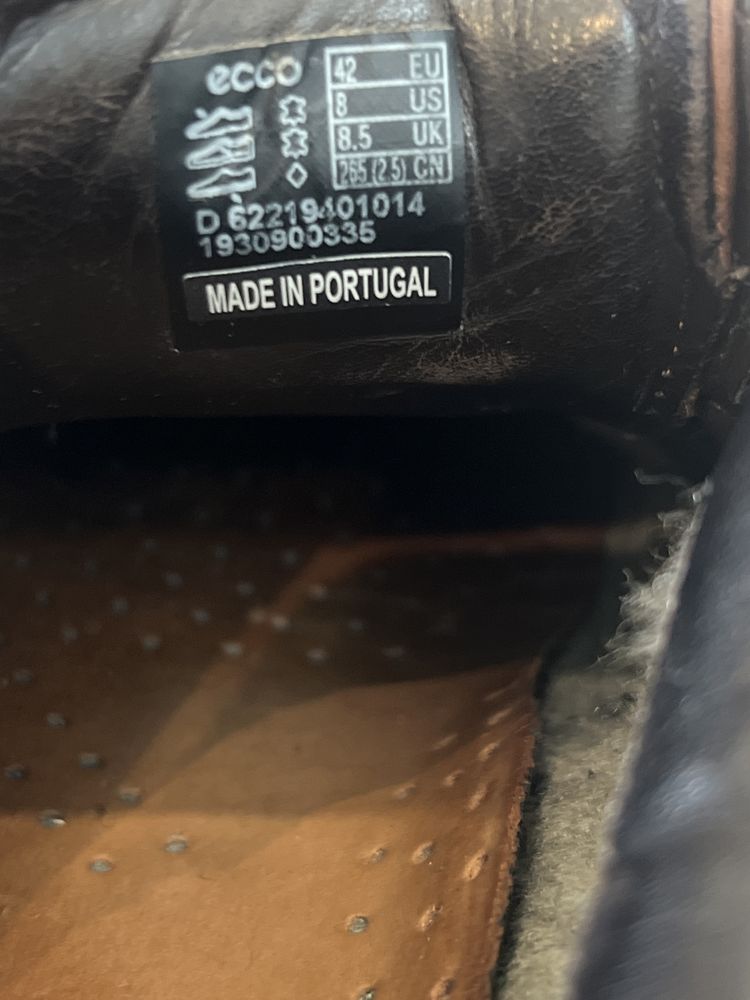 ecco
42 EU
8 US
8.5 UK
265 (2.5) CN
D 62219401014
1930900335
MADE IN PORTUGAL